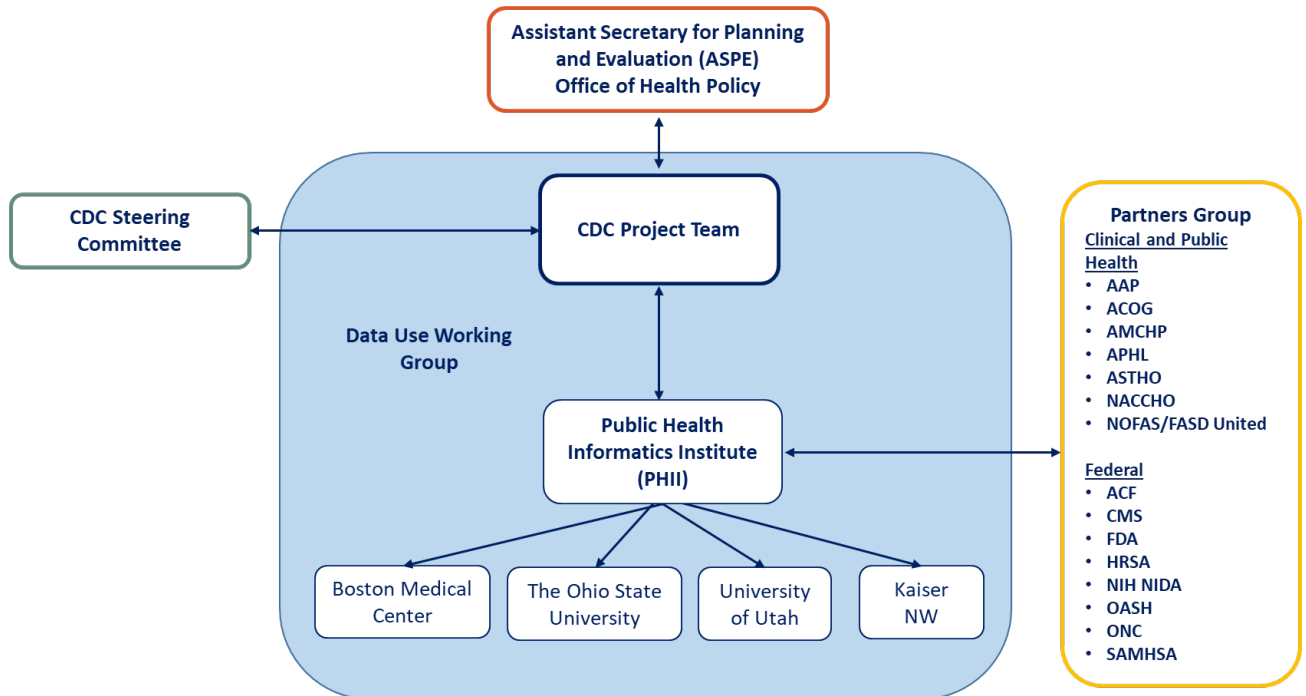 Assistant Secretary for Planning
and Evaluation (ASPE)
Office of Health Policy
CDC Steering
Committee
CDC Project Team
Data Use Working
Group
Public Health
Informatics Institute
(PHII)
Boston Medical
Center
The Ohio State
University
University
of Utah
Kaiser
NW
Partners Group
Clinical and Public
Health
• AAP
• ACOG
• AMCHP
• APHL
• ASTHO
• NACCHO
• NOFAS/FASD United
Federal
• ACF
• CMS
• FDA
• HRSA
• NIH NIDA
• OASH
• ONC
• SAMHSA